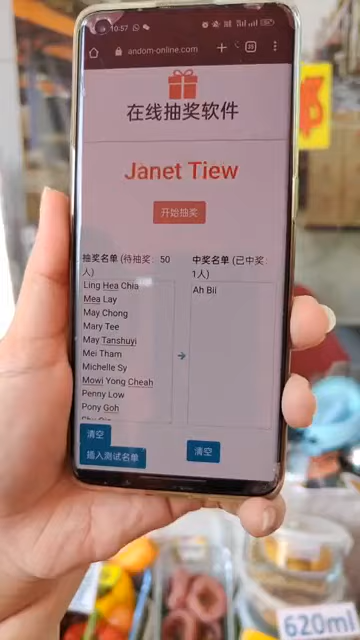 10:57
andom-online.com
23
在线抽奖软件
Janet Tiew
开始抽奖
抽奖名单 (待抽奖： 50
人)
Ling Hea Chia
Mea Lay
May Chong
Mary Tee
May Tanshuyi
Mei Tham
Michelle Sy
Mowi Yong Cheah
Penny Low
Pony Goh
清空
插入测试名单
中奖名单 (已中奖：
1人)
Ah Bii
清空
620ml